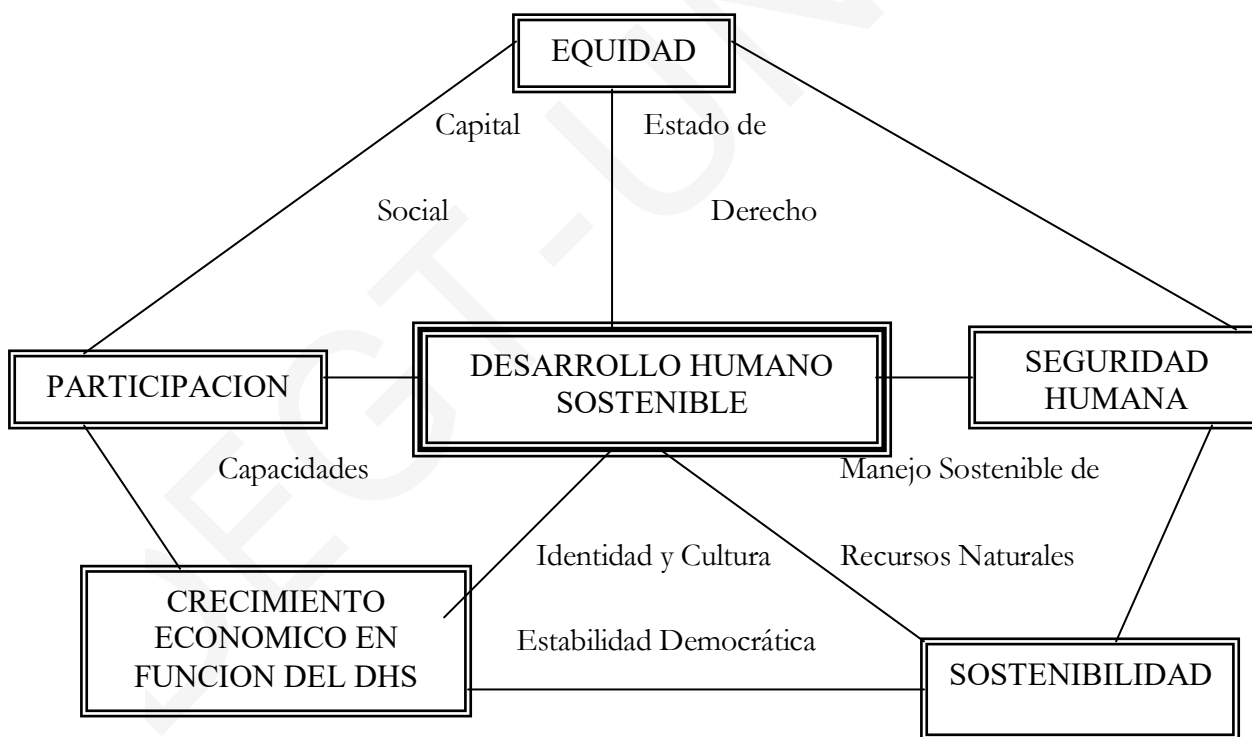 EQUIDAD
Capital
Estado de
Social
Derecho
PARTICIPACION
DESARROLLO HUMANO
SOSTENIBLE
SEGURIDAD
HUMANA
Capacidades
Manejo Sostenible de
Identidad y Cultura
Recursos Naturales
CRECIMIENTO
ECONOMICO EN
FUNCION DEL DHS
Estabilidad Democrática
SOSTENIBILIDAD